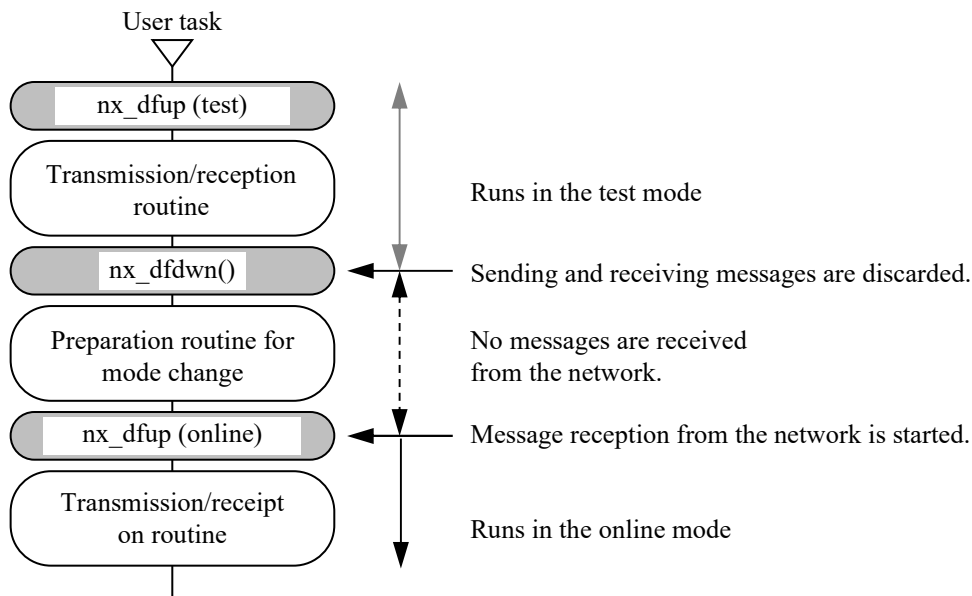 User task
nx_dfup (test)
Transmission/reception
routine
Runs in the test mode
nx_dfdwn()
Sending and receiving messages are discarded.
Preparation routine for
mode change
No messages are received
from the network.
nx_dfup (online)
Message reception from the network is started.
Transmission/receipt
on routine
Runs in the online mode